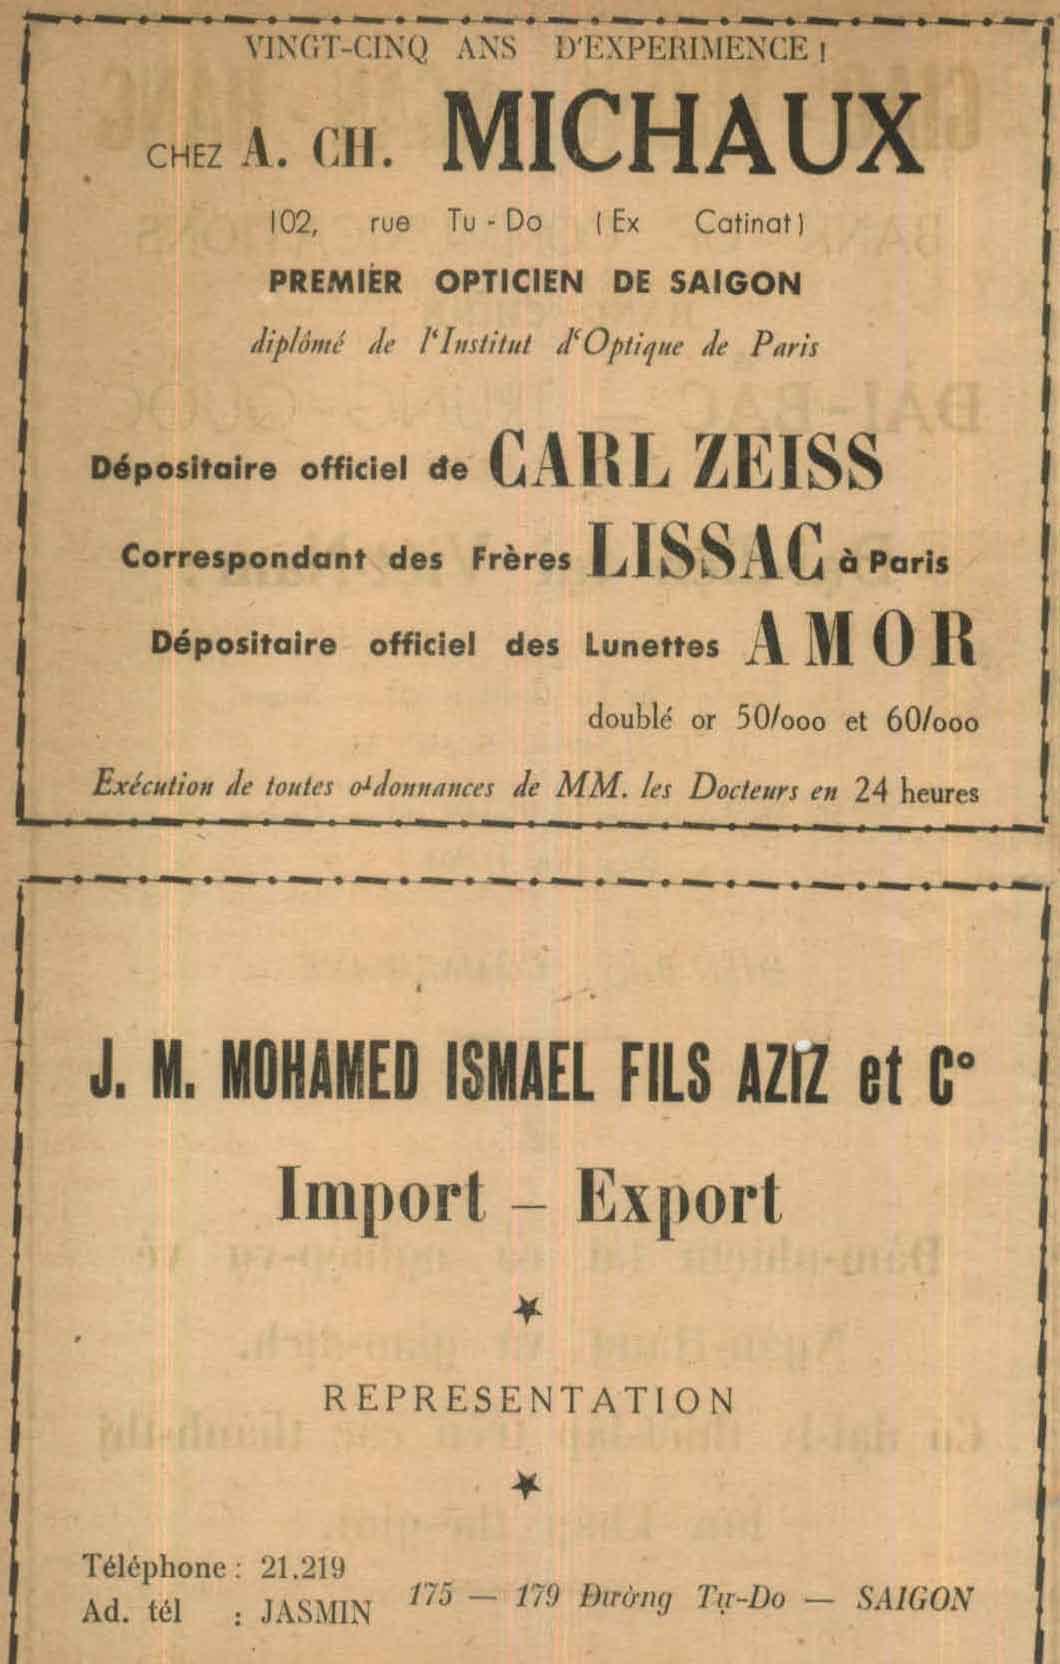 VINGT-CINQ ANS D'EXPERIMENCE !
CHEZ A. CH. MICHAUX
102, rue Tu-Do (Ex Catinat)
PREMIER OPTICIEN DE SAIGON
diplômé de l'Institut d'Optique de Paris
Dépositaire officiel de CARL ZEISS
Correspondant des Frères LISSAC à Paris
Dépositaire officiel des Lunettes AMOR
doublé or 50/ooo et 60/ooo
Exécution de toutes ordonnances de MM. les Docteurs en 24 heures
J. M. MOHAMED ISMAEL FILS AZIZ et C°
Import – Export
REPRESENTATION
Téléphone : 21.219
Ad. tél : JASMIN
175 — 179 Đường Tự-Do — SAIGON